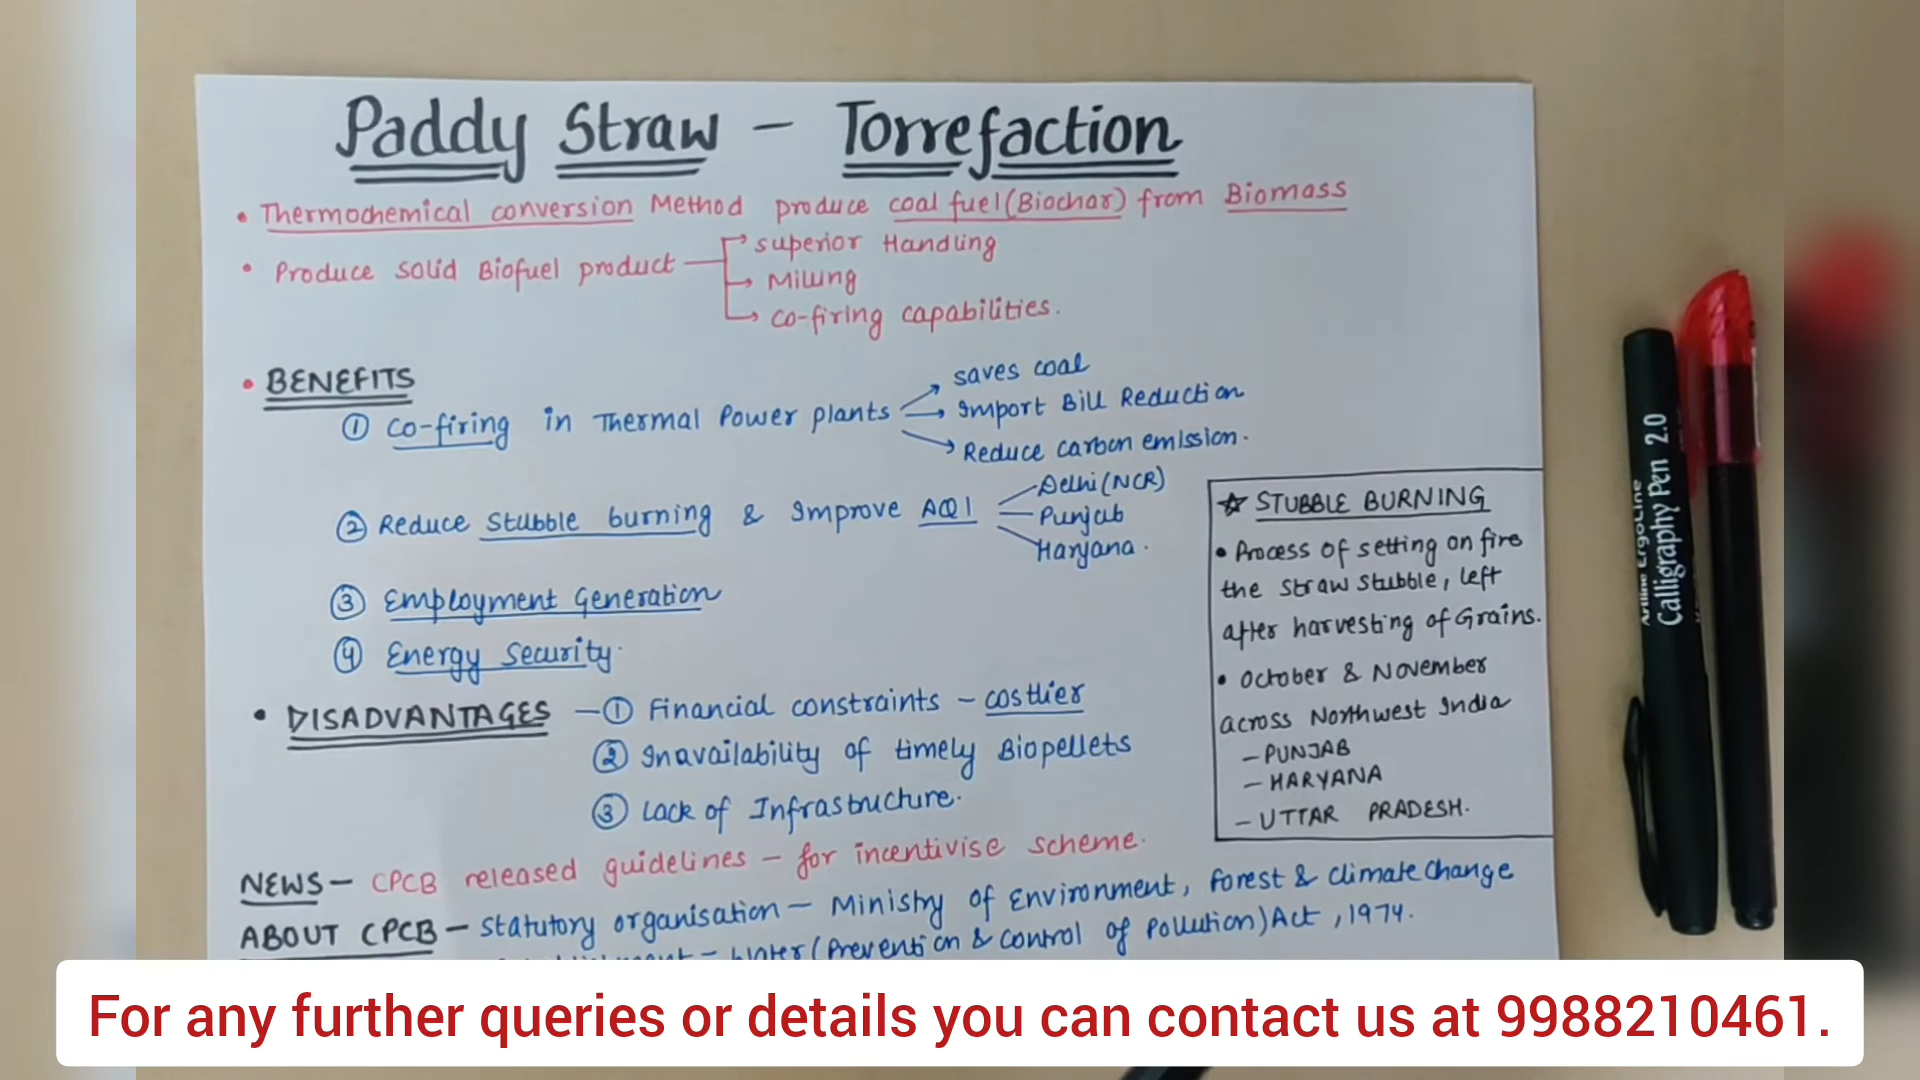 Paddy Straw - Torrefaction
• Thermochemical conversion Method produce coal fuel(Biochar) from Biomass
• Produce Solid Biofuel product
→ superior Handling
→ Milling
→ co-firing capabilities.
• BENEFITS
① Co-firing in Thermal Power plants
→ saves coal
→ Import Bill Reduction
→ Reduce carbon emission.
② Reduce Stubble burning & Improve AQI
Delhi(NCR)
Punjab
Haryana.
③ Employment Generation
④ Energy Security.
• DISADVANTAGES - ① Financial constraints - costlier
② Inavailability of timely Biopellets
③ Lack of Infrastructure.
☆ STUBBLE BURNING
• Process of setting on fire
the straw stubble, left
after harvesting of Grains.
• October & November
across Northwest India
- PUNJAB
- HARYANA
- UTTAR PRADESH.
NEWS - CPCB released guidelines - for incentivise scheme.
ABOUT CPCB - Statutory organisation - Ministry of Environment, Forest & Climate Change
- Water (Prevention & Control of Pollution) Act, 1974.
Artline ErgoLine
Calligraphy Pen 2.0
For any further queries or details you can contact us at 9988210461.